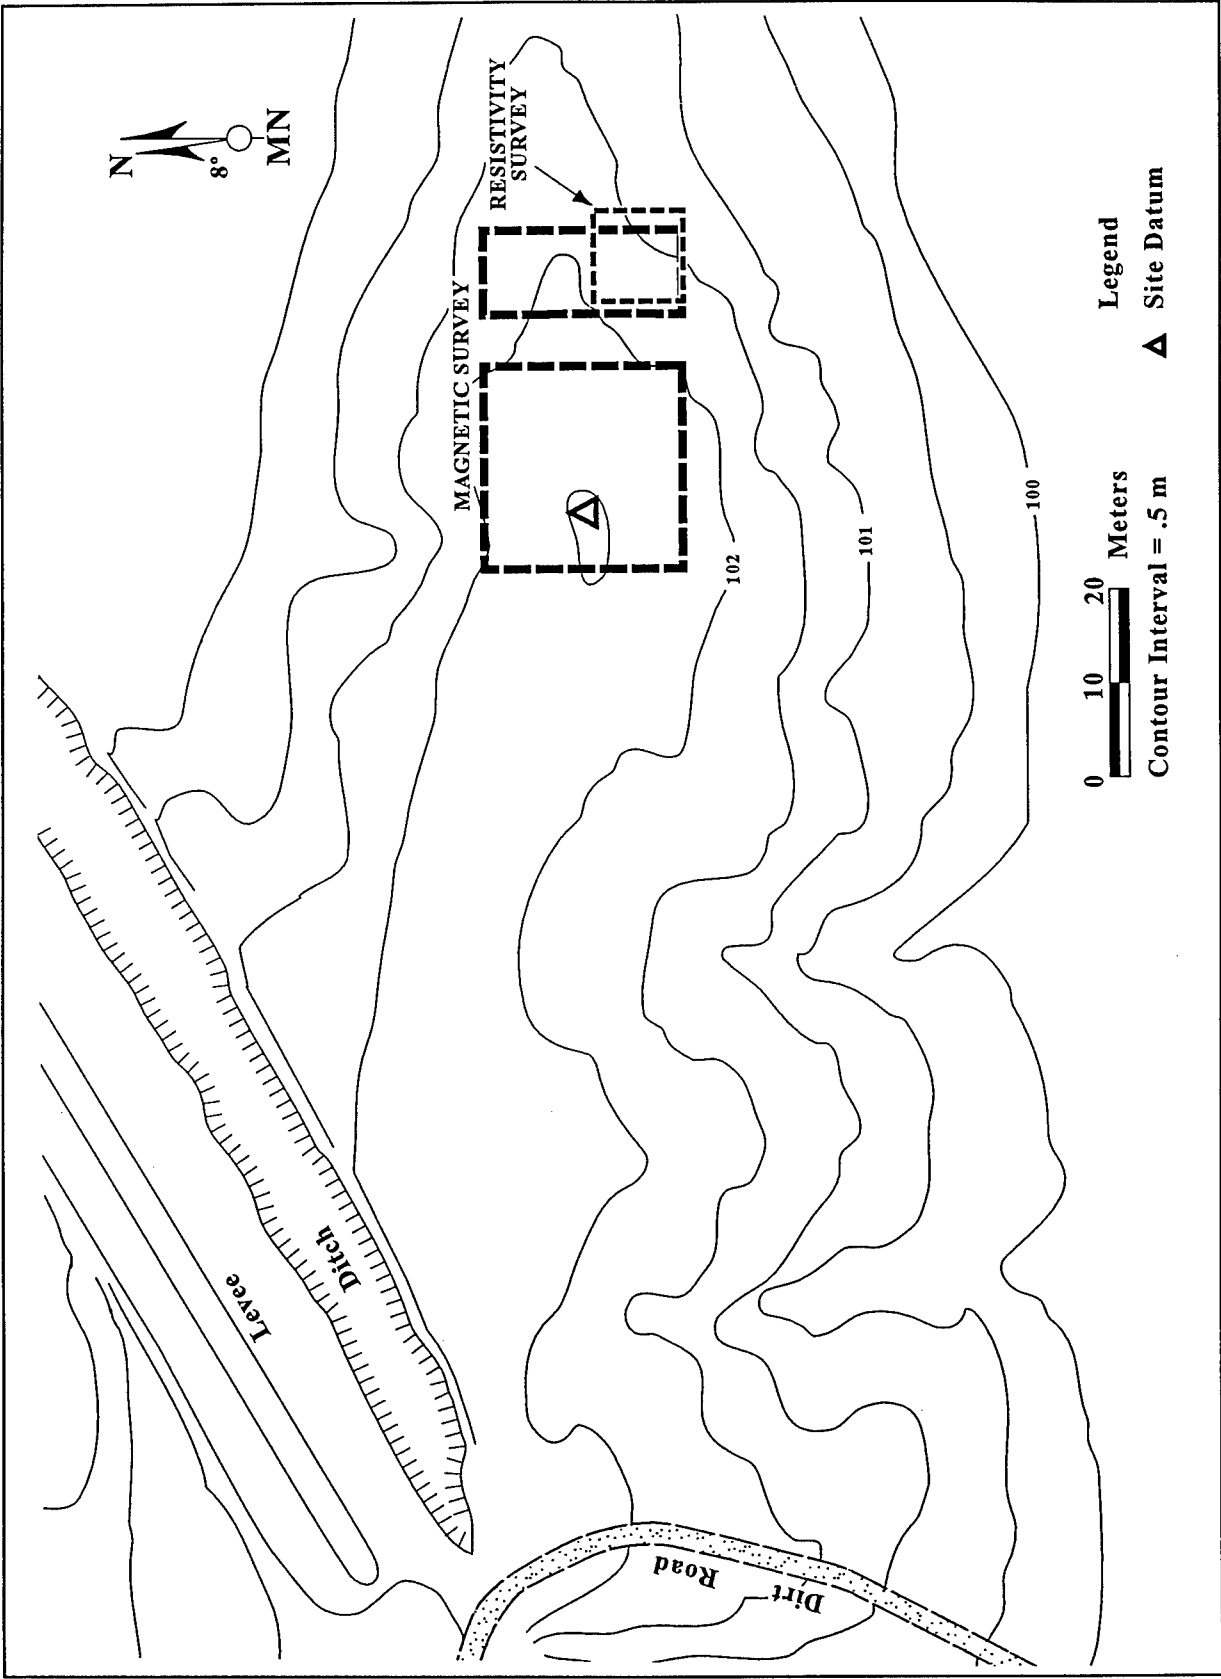 N
8°
MN
RESISTIVITY
SURVEY
MAGNETIC SURVEY
102
101
100
Levee
Ditch
Dirt
Road
Legend
Site Datum
0 10 20 Meters
Contour Interval = .5 m